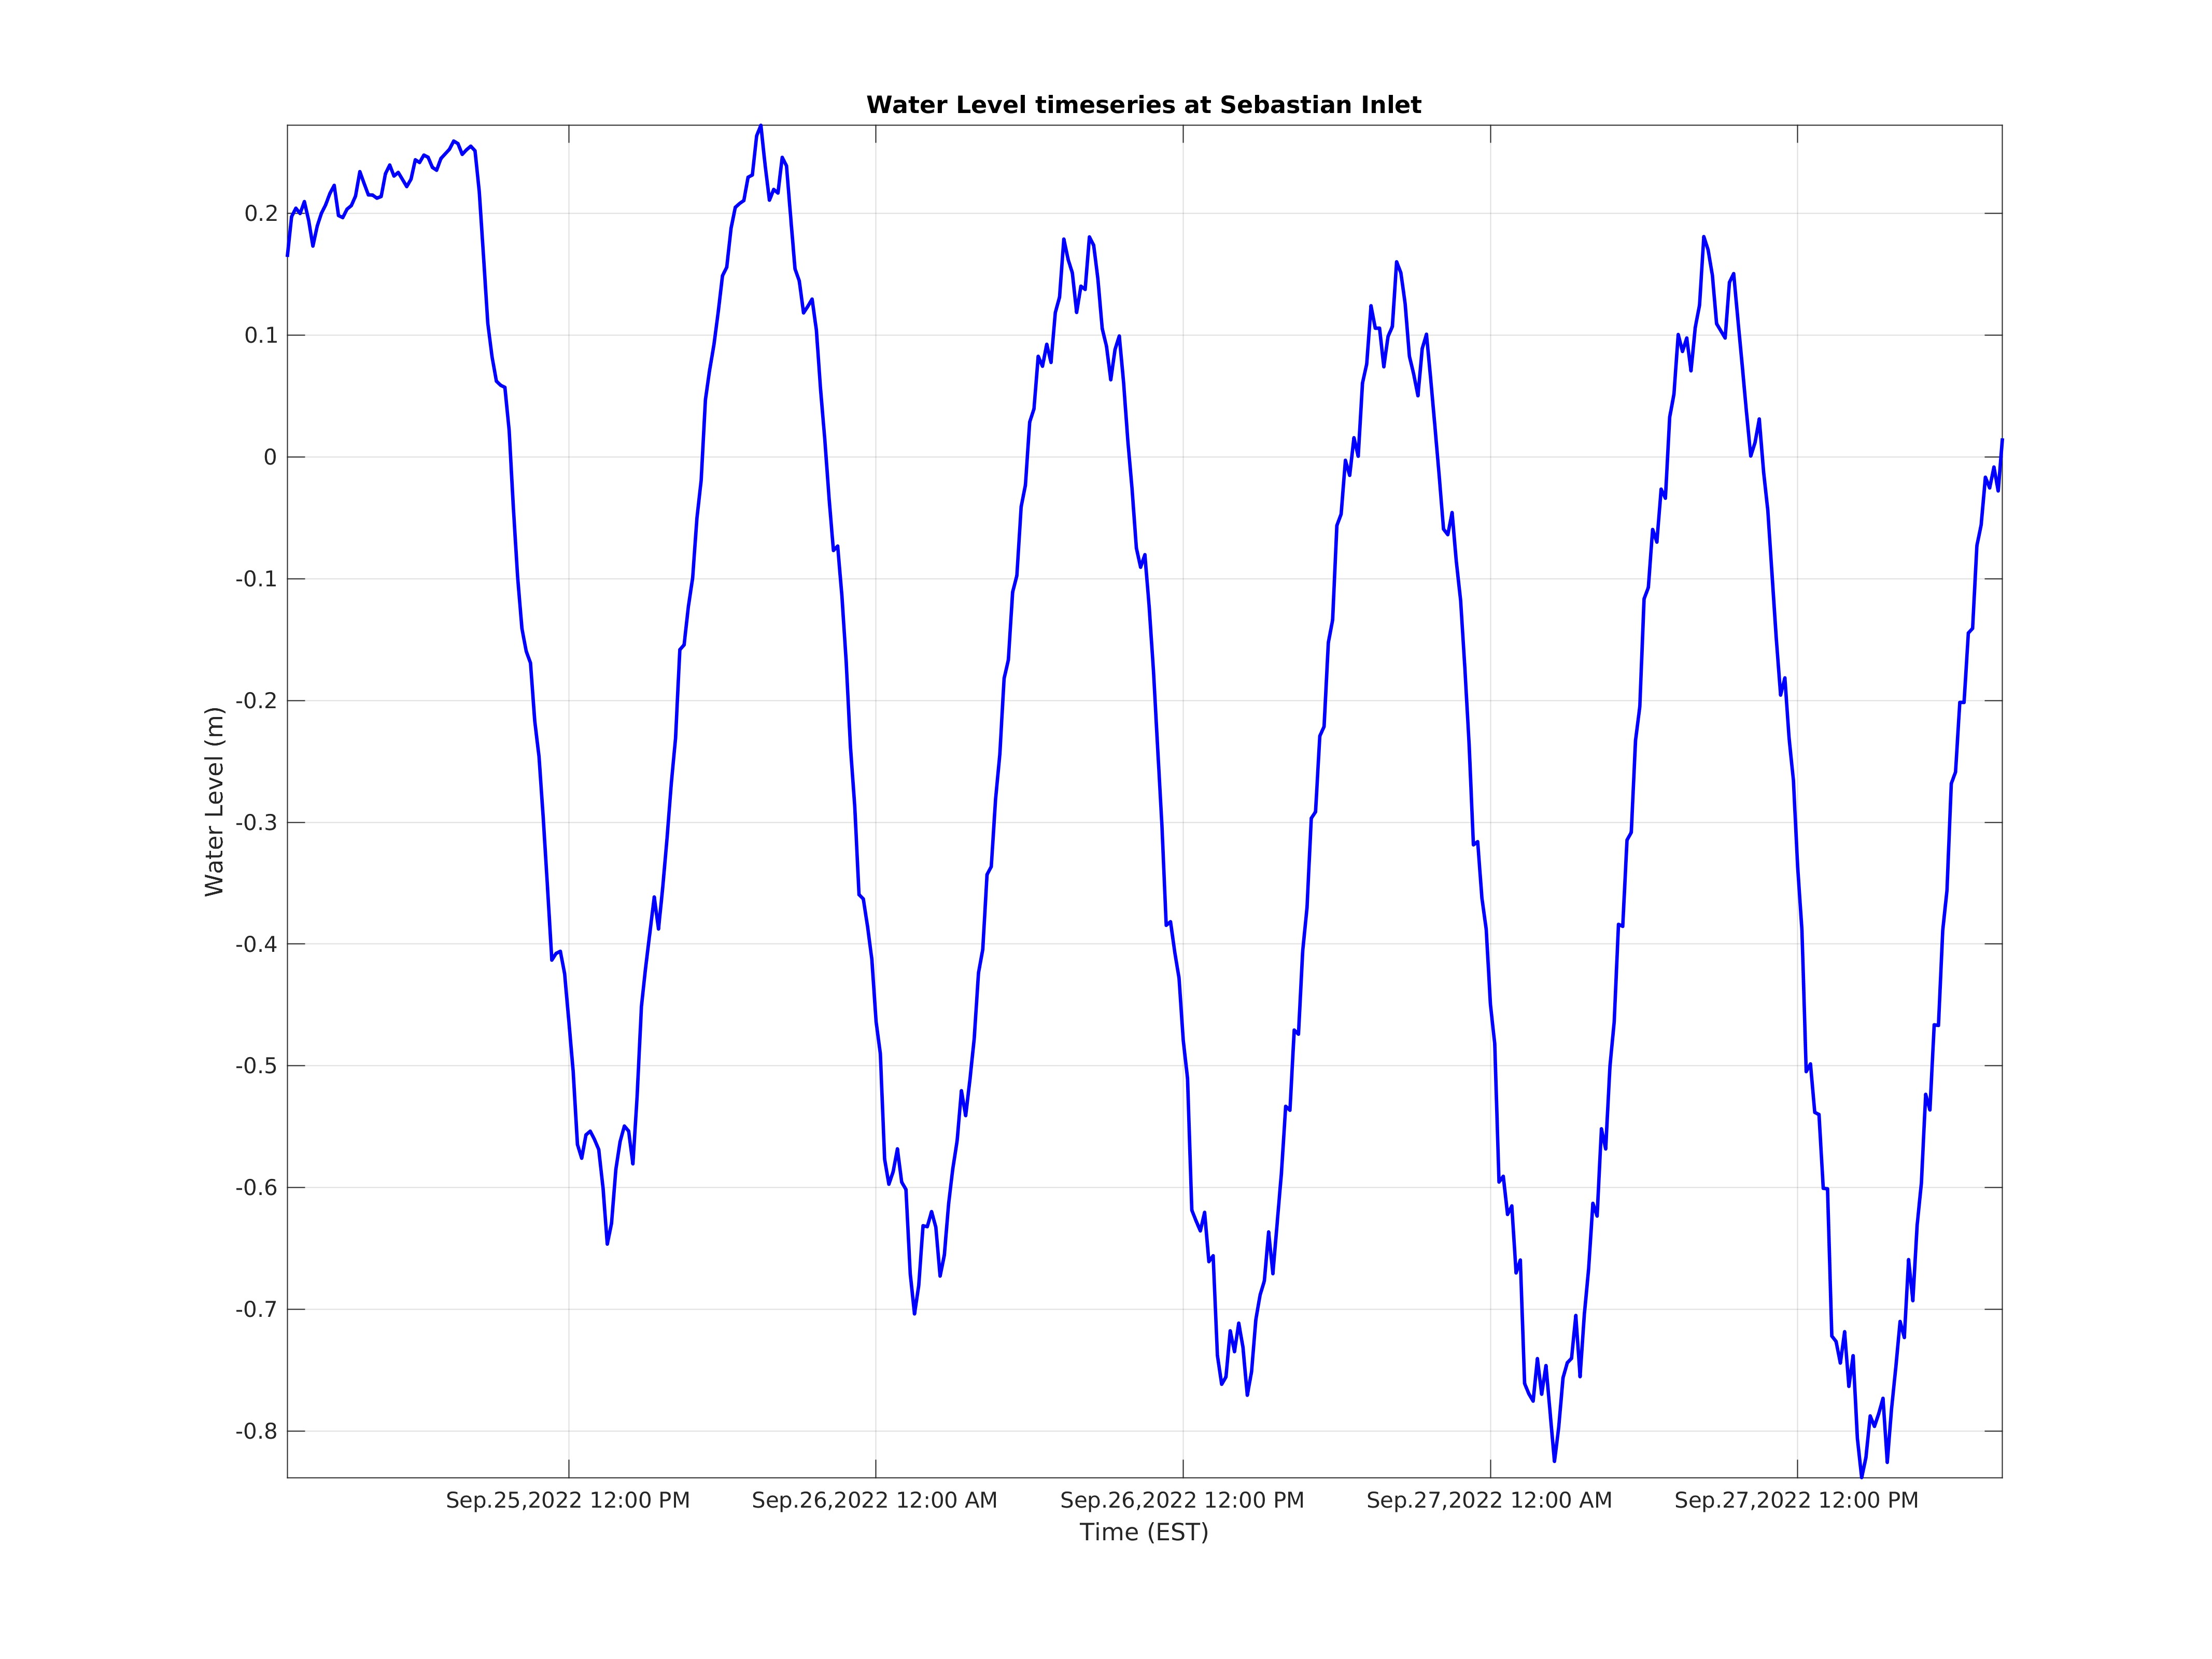 Water Level timeseries at Sebastian Inlet
0.2
0.1
0
-0.1
-0.2
-0.3
-0.4
-0.5
-0.6
-0.7
-0.8
Water Level (m)
Sep.25,2022 12:00 PM
Sep.26,2022 12:00 AM
Sep.26,2022 12:00 PM
Sep.27,2022 12:00 AM
Sep.27,2022 12:00 PM
Time (EST)